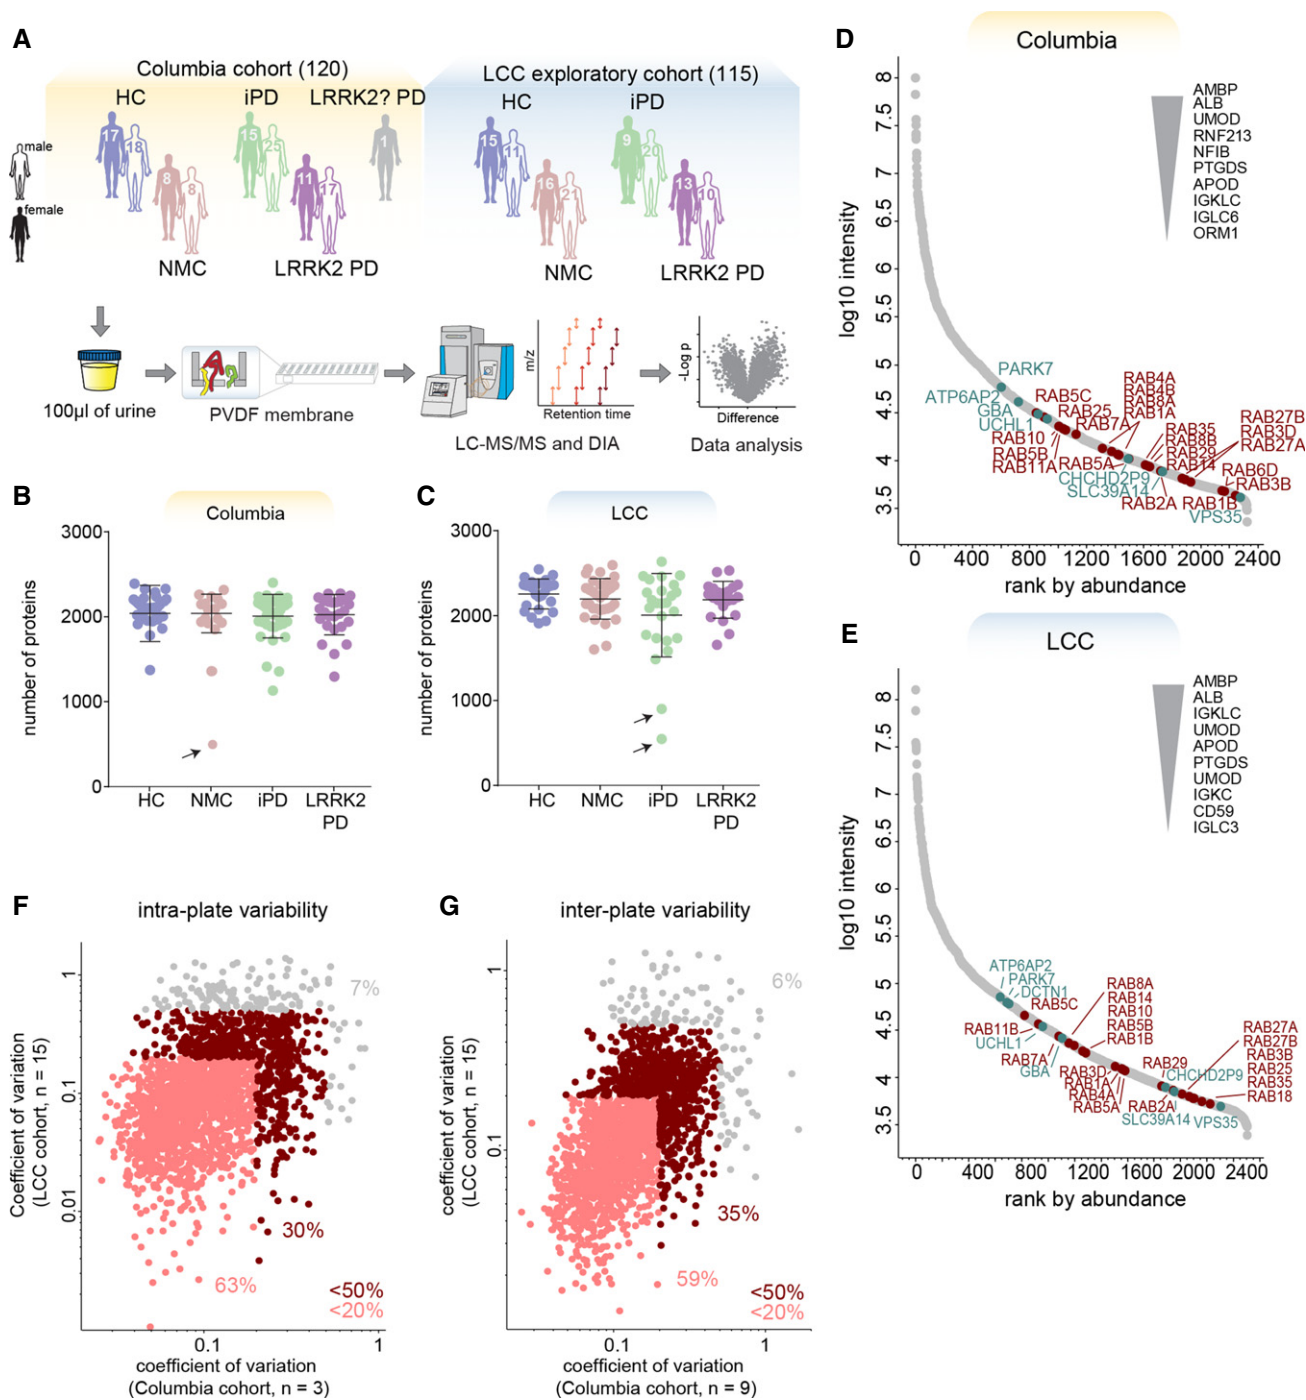 A
Columbia cohort (120)
LCC exploratory cohort (115)
HC
iPD
LRRK2? PD
HC
iPD
male
female
17
18
8
8
15
25
11
17
1
15
11
16
21
9
20
13
10
NMC
LRRK2 PD
NMC
LRRK2 PD
100µl of urine
PVDF membrane
LC-MS/MS and DIA
m/z
Retention time
-Log p
Difference
Data analysis
B
Columbia
number of proteins
3000
2000
1000
0
HC
NMC
iPD
LRRK2
PD
C
LCC
number of proteins
3000
2000
1000
0
HC
NMC
iPD
LRRK2
PD
D
Columbia
log10 intensity
8
7.5
7
6.5
6
5.5
5
4.5
4
3.5
AMBP
ALB
UMOD
RNF213
NFIB
PTGDS
APOD
IGKLC
IGLC6
ORM1
PARK7
ATP6AP2
GBA
UCHL1
RAB5C
RAB25
RAB7A
RAB10
RAB5B
RAB11A
RAB4A
RAB4B
RAB8A
RAB1A
RAB5A
CHCHD2P9
SLC39A14
RAB35
RAB8B
RAB29
RAB14
RAB27B
RAB3D
RAB27A
RAB2A
RAB1B
RAB6D
RAB3B
VPS35
0 400 800 1200 1600 2000 2400
rank by abundance
E
LCC
log10 intensity
8
7.5
7
6.5
6
5.5
5
4.5
4
3.5
AMBP
ALB
IGKLC
UMOD
APOD
PTGDS
UMOD
IGKC
CD59
IGLC3
ATP6AP2
PARK7
DCTN1
RAB5C
RAB11B
UCHL1
RAB7A
GBA
RAB8A
RAB14
RAB10
RAB5B
RAB1B
RAB3D
RAB1A
RAB4A
RAB5A
RAB29
CHCHD2P9
RAB2A
SLC39A14
VPS35
RAB27A
RAB27B
RAB3B
RAB25
RAB35
RAB18
0 400 800 1200 1600 2000 2400
rank by abundance
F
intra-plate variability
Coefficient of variation
(LCC cohort, n = 15)
1
0.1
0.01
7%
30%
63%
<50%
<20%
0.1 1
coefficient of variation
(Columbia cohort, n = 3)
G
inter-plate variability
coefficient of variation
(LCC cohort, n = 15)
1
0.1
6%
35%
59%
<50%
<20%
0.1 1
coefficient of variation
(Columbia cohort, n = 9)